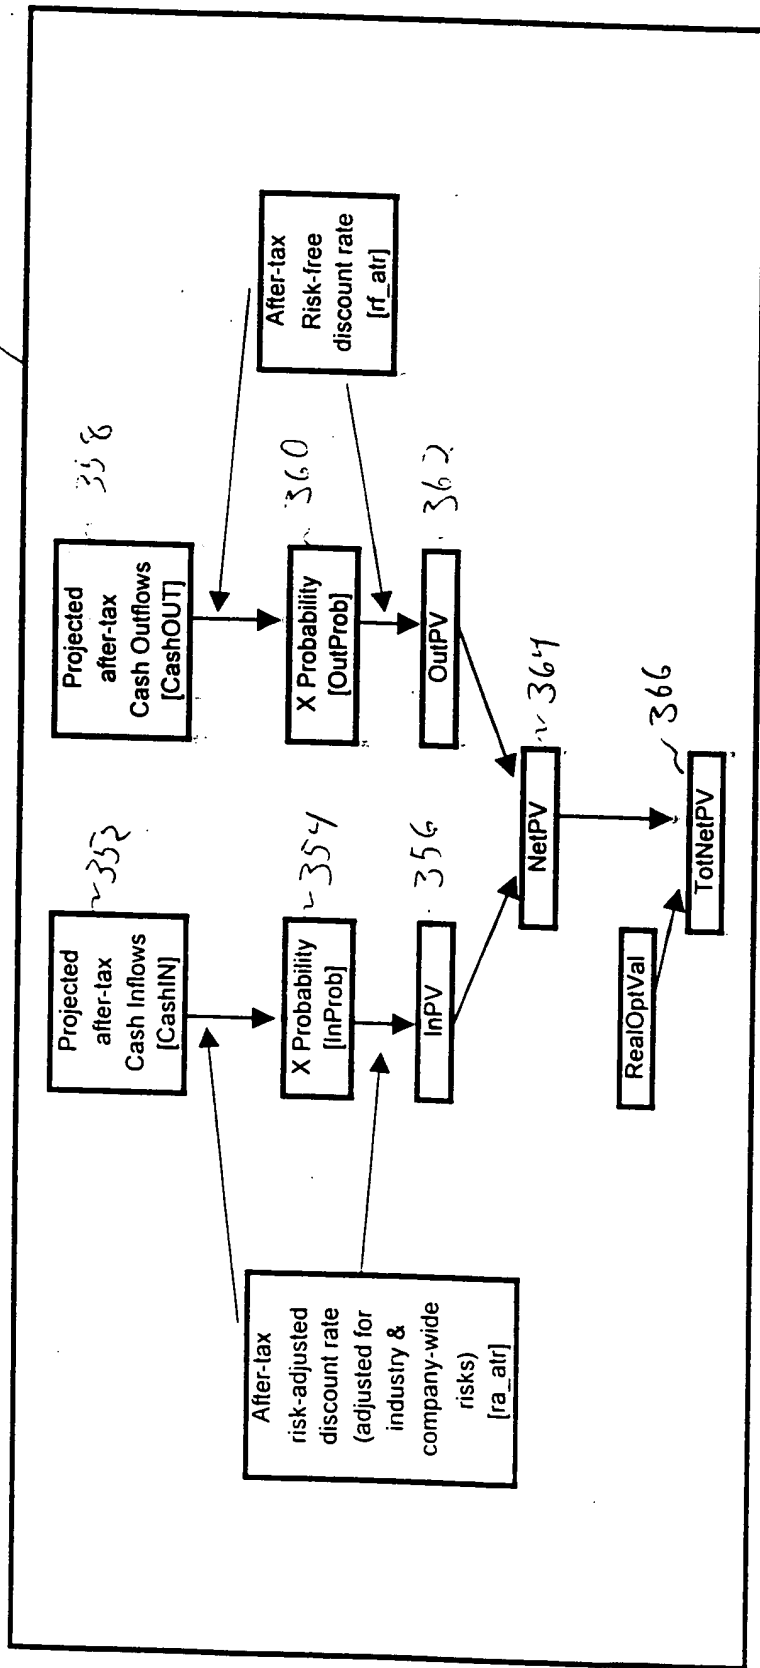 Projected
after-tax
Cash Inflows
[CashIN]
~352
Projected
after-tax
Cash Outflows
[CashOUT]
358
After-tax
risk-adjusted
discount rate
(adjusted for
industry &
company-wide
risks)
[ra_atr]
X Probability
[InProb]
~354
X Probability
[OutProb]
~360
After-tax
Risk-free
discount rate
[rf_atr]
InPV
356
OutPV
362
NetPV
~364
RealOptVal
TotNetPV
~366